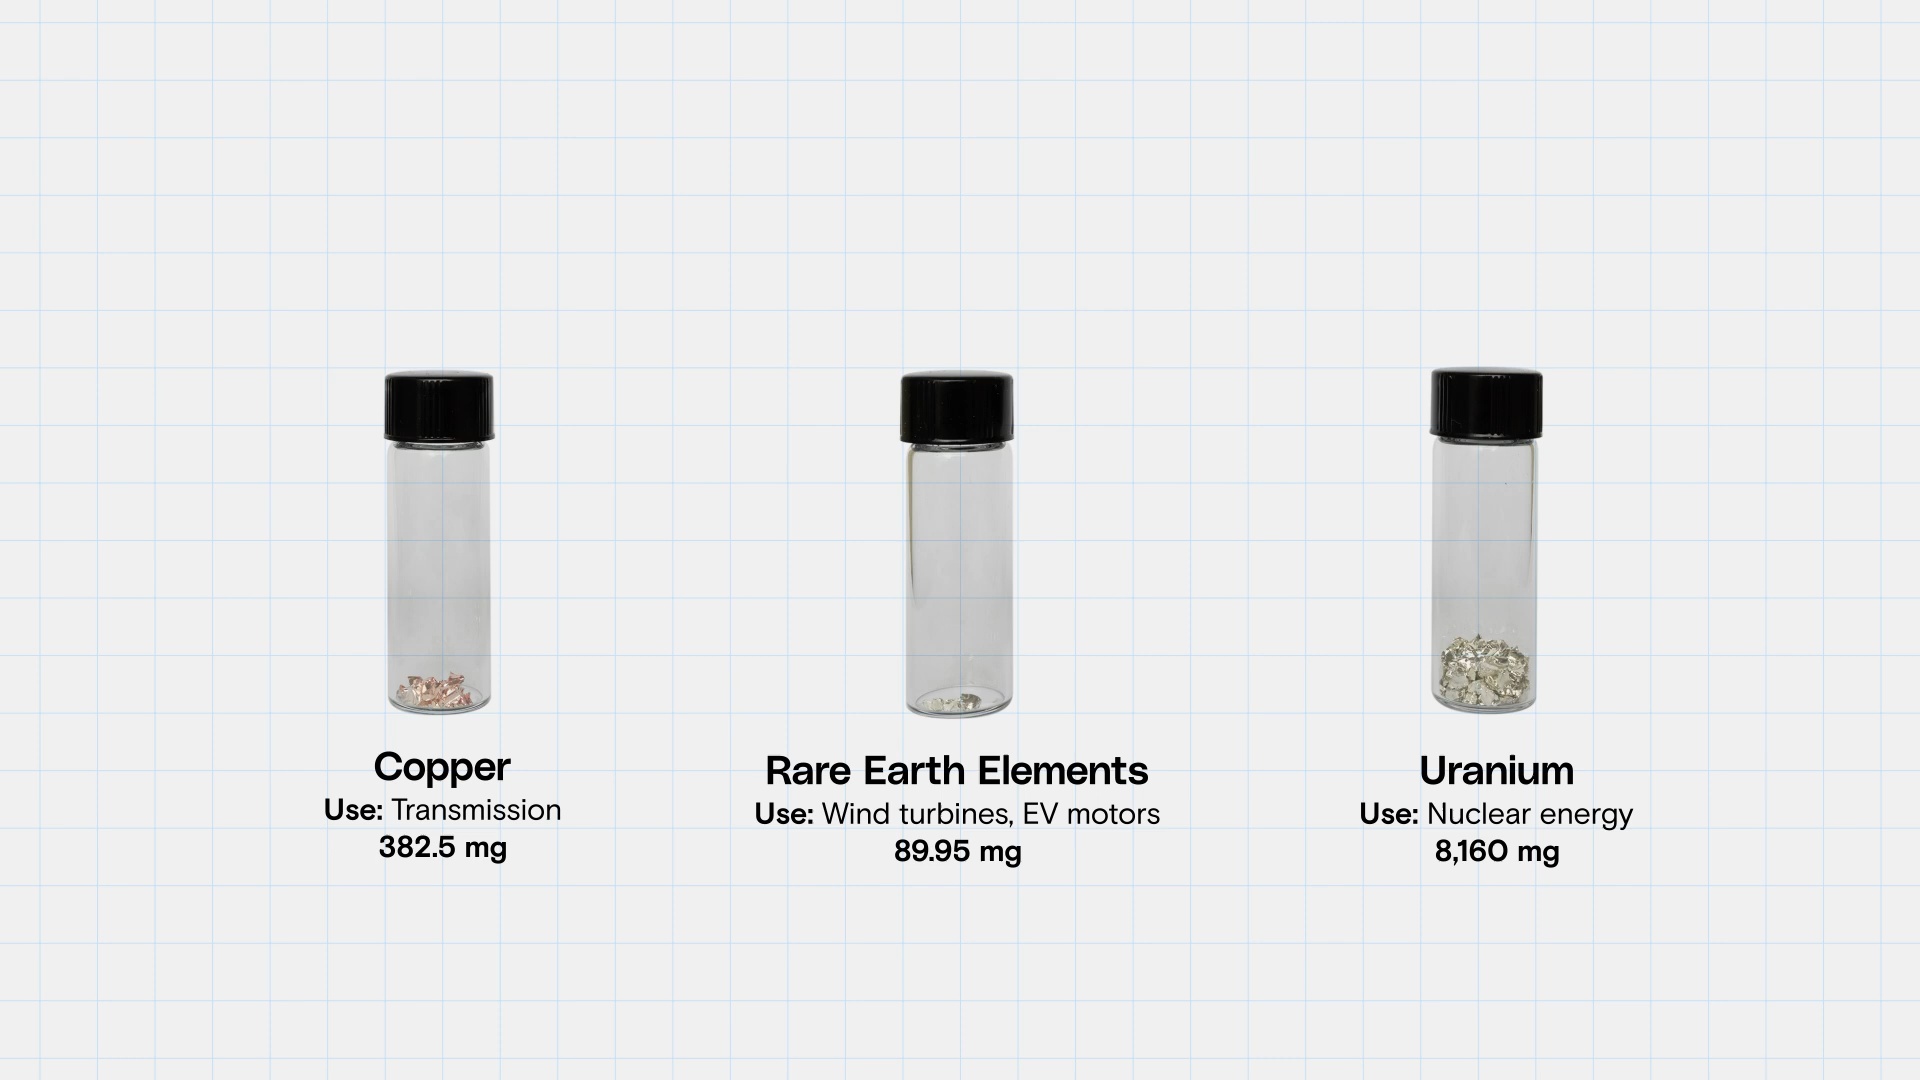 Copper
Use: Transmission
382.5 mg
Rare Earth Elements
Use: Wind turbines, EV motors
89.95 mg
Uranium
Use: Nuclear energy
8,160 mg